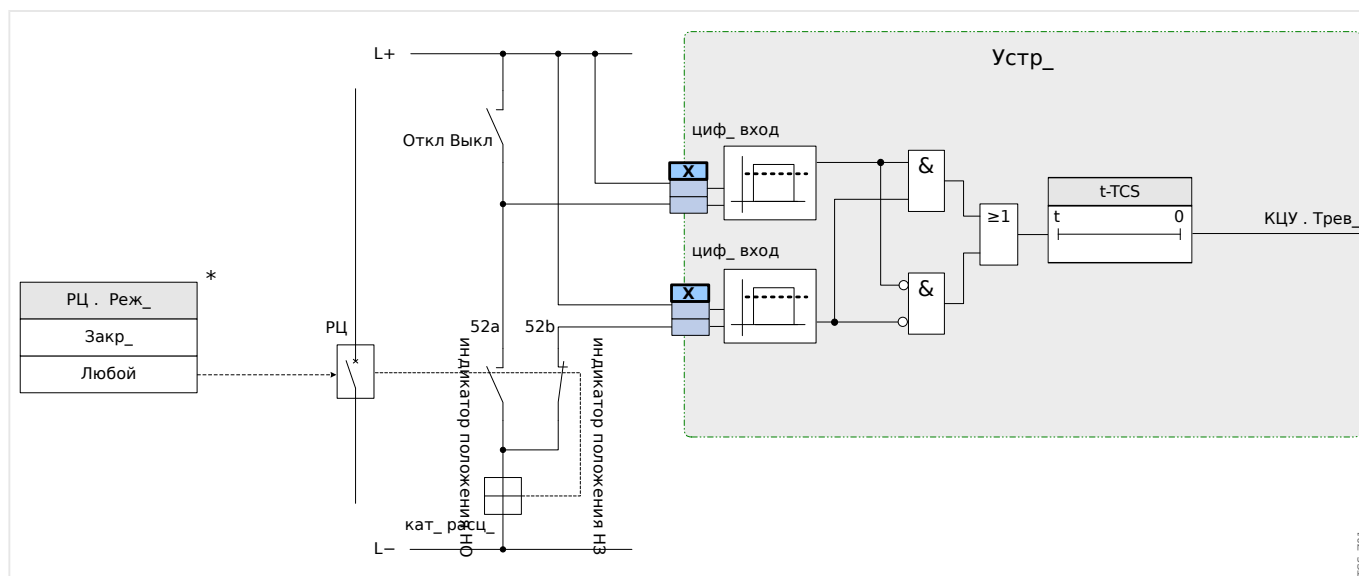 Устр_
L+
Откл Выкл
циф_ вход
X
&
t-TCS
t 0
≥1
КЦУ . Трев_
циф_ вход
X
&
*
РЦ . Реж_
Закр_
Любой
РЦ
52a 52b
индикатор положения НО
индикатор положения НЗ
кат_ расц_
L−